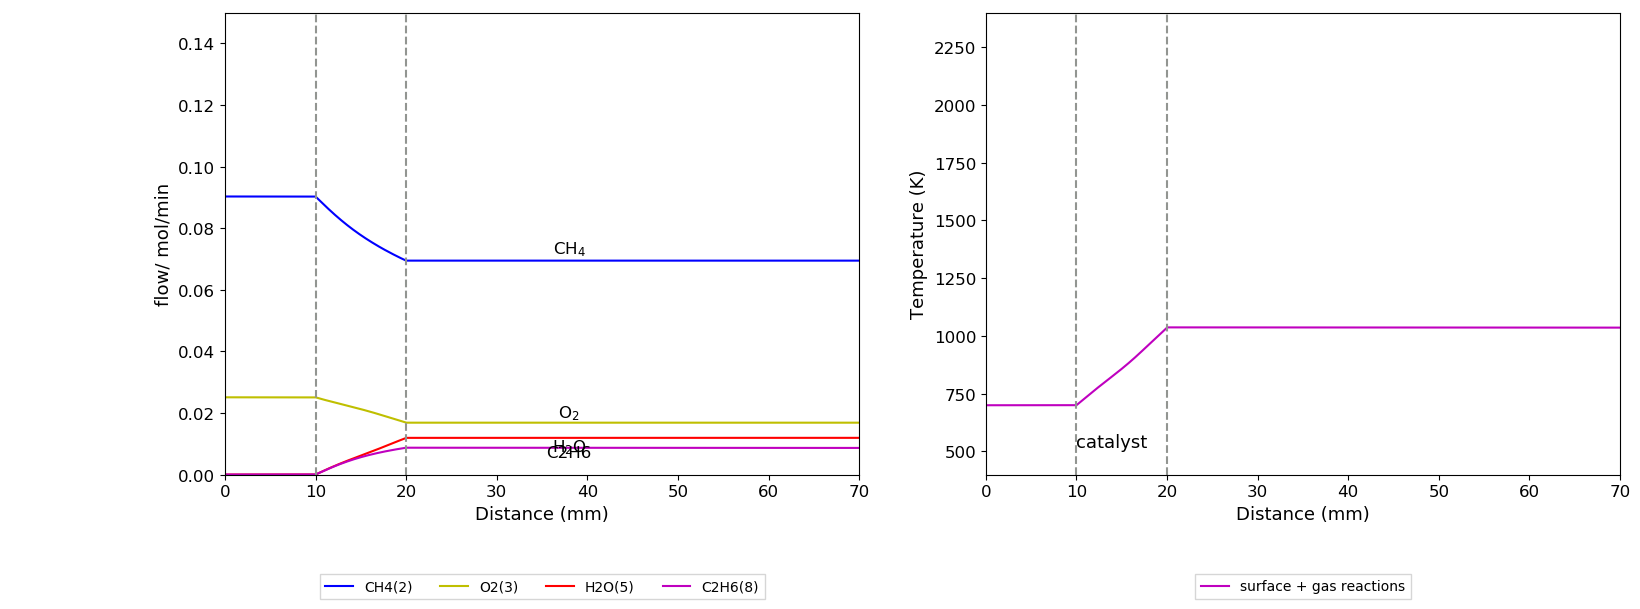 0.14
0.12
0.10
0.08
0.06
0.04
0.02
0.00
flow/ mol/min
CH₄
O₂
H₂O
C2H6
0 10 20 30 40 50 60 70
Distance (mm)
CH4(2) O2(3) H2O(5) C2H6(8)
2250
2000
1750
1500
1250
1000
750
500
Temperature (K)
catalyst
0 10 20 30 40 50 60 70
Distance (mm)
surface + gas reactions